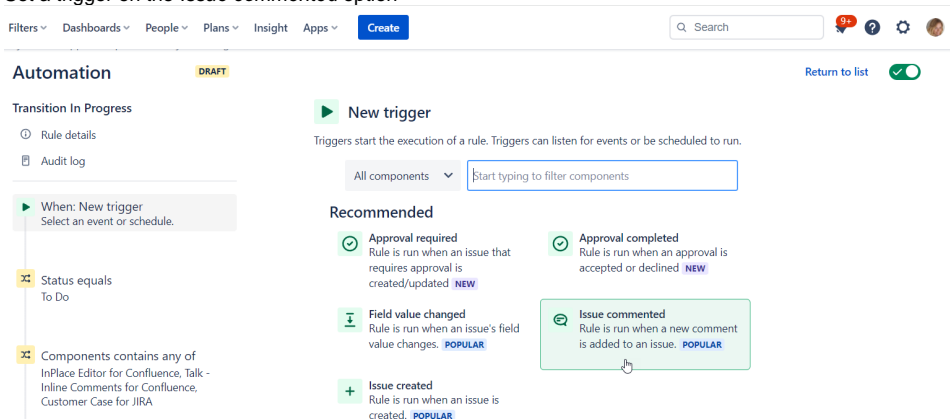 Set a trigger on the Issue commented option
Filters Dashboards People Plans Insight Apps Create Search 9+
Automation DRAFT Return to list
Transition In Progress
Rule details
Audit log
When: New trigger
Select an event or schedule.
Status equals
To Do
Components contains any of
InPlace Editor for Confluence, Talk -
Inline Comments for Confluence,
Customer Case for JIRA
New trigger
Triggers start the execution of a rule. Triggers can listen for events or be scheduled to run.
All components Start typing to filter components
Recommended
Approval required
Rule is run when an issue that
requires approval is
created/updated NEW
Approval completed
Rule is run when an approval is
accepted or declined NEW
Field value changed
Rule is run when an issue's field
value changes. POPULAR
Issue commented
Rule is run when a new comment
is added to an issue. POPULAR
Issue created
Rule is run when an issue is
created. POPULAR